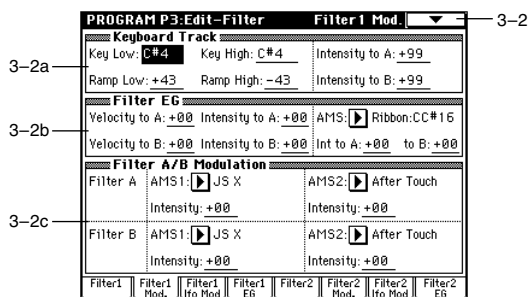 PROGRAM P3:Edit-Filter Filter1 Mod. 3-2
Keyboard Track
3-2a
Key Low: C#4 Key High: C#4 Intensity to A: +99
Ramp Low: +43 Ramp High: -43 Intensity to B: +99
Filter EG
3-2b
Velocity to A: +00 Intensity to A: +00 AMS: Ribbon:CC#16
Velocity to B: +00 Intensity to B: +00 Int to A: +00 to B: +00
Filter A/B Modulation
3-2c
Filter A AMS1: JS X AMS2: After Touch
Intensity: +00 Intensity: +00
Filter B AMS1: JS X AMS2: After Touch
Intensity: +00 Intensity: +00
Filter1 Filter1 Filter1 Filter1 Filter2 Filter2 Filter2 Filter2
Mod. lfo Mod EG Mod. lfo Mod EG